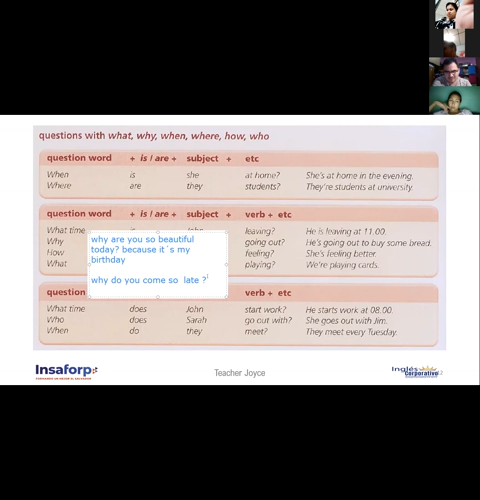 questions with what, why, when, where, how, who
question word + is / are + subject + etc
When is she at home? She's at home in the evening.
Where are they students? They're students at university.
question word + is / are + subject + verb + etc
What time is John leaving? He is leaving at 11.00.
Why going out? He's going out to buy some bread.
How feeling? She's feeling better.
What playing? We're playing cards.
why are you so beautiful
today? because it´s my
birthday
why do you come so late ?
question verb + etc
What time does John start work? He starts work at 08.00.
Who does Sarah go out with? She goes out with Jim.
When do they meet? They meet every Tuesday.
Insaforp
Teacher Joyce
Inglés
Corporativo